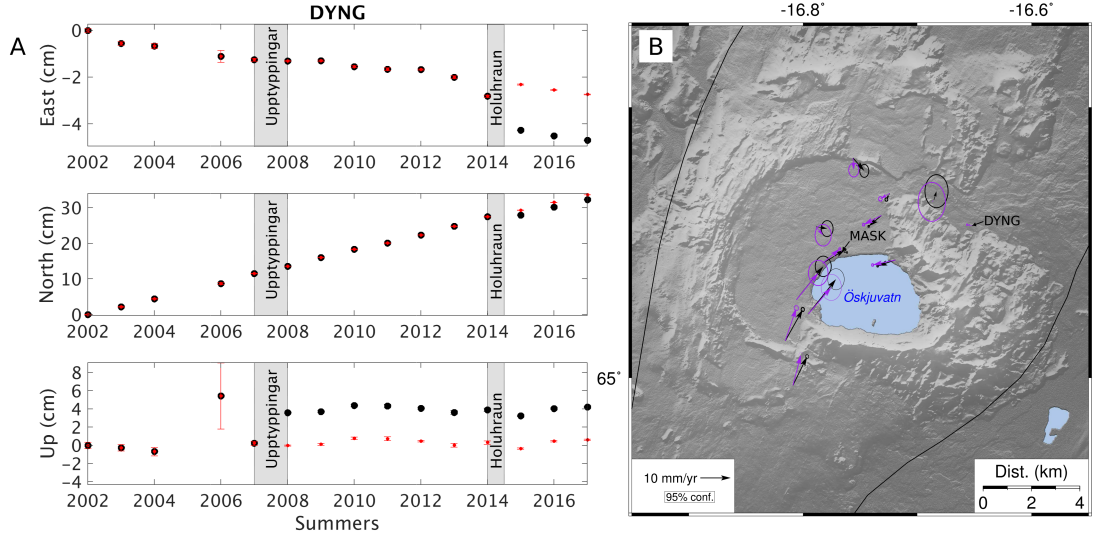 DYNG
A
East (cm)
0
−2
−4
Upptyppingar
Holuhraun
2002 2004 2006 2008 2010 2012 2014 2016
North (cm)
30
20
10
0
Upptyppingar
Holuhraun
2002 2004 2006 2008 2010 2012 2014 2016
Up (cm)
8
6
4
2
0
−2
−4
Upptyppingar
Holuhraun
2002 2004 2006 2008 2010 2012 2014 2016
Summers
-16.8˚ -16.6˚
B
DYNG
MASK
Öskjuvatn
65˚
10 mm/yr
95% conf.
Dist. (km)
0 2 4